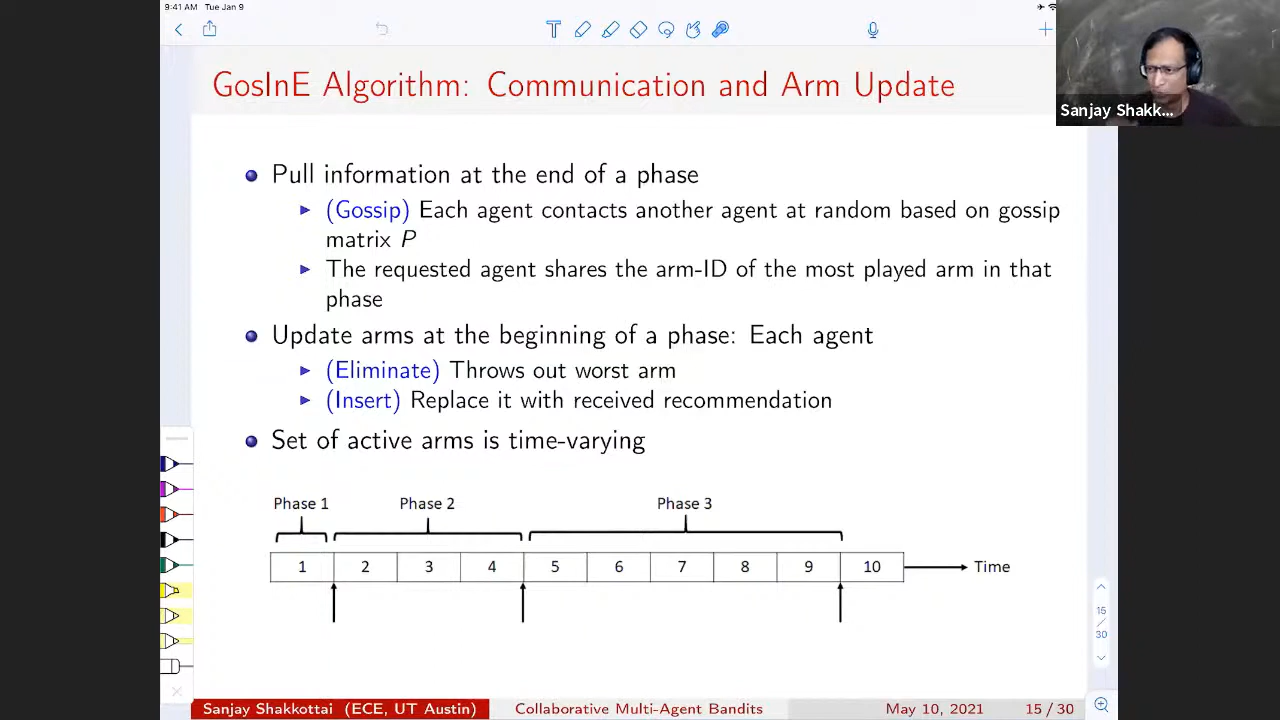 9:41 AM Tue Jan 9
GosInE Algorithm: Communication and Arm Update
Sanjay Shakk...
Pull information at the end of a phase
(Gossip) Each agent contacts another agent at random based on gossip
matrix P
The requested agent shares the arm-ID of the most played arm in that
phase
Update arms at the beginning of a phase: Each agent
(Eliminate) Throws out worst arm
(Insert) Replace it with received recommendation
Set of active arms is time-varying
Phase 1 Phase 2 Phase 3
1 2 3 4 5 6 7 8 9 10 Time
15
/
30
Sanjay Shakkottai (ECE, UT Austin) Collaborative Multi-Agent Bandits May 10, 2021 15 / 30